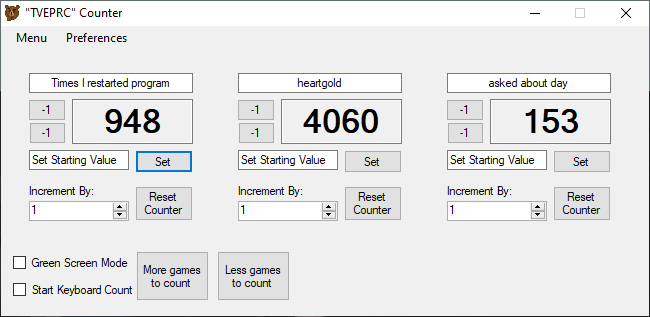 "TVEPRC" Counter
Menu Preferences
Times I restarted program
heartgold
asked about day
-1
-1
948
-1
-1
4060
-1
-1
153
Set Starting Value Set
Set Starting Value Set
Set Starting Value Set
Increment By:
1
Reset
Counter
Increment By:
1
Reset
Counter
Increment By:
1
Reset
Counter
Green Screen Mode
Start Keyboard Count
More games
to count
Less games
to count